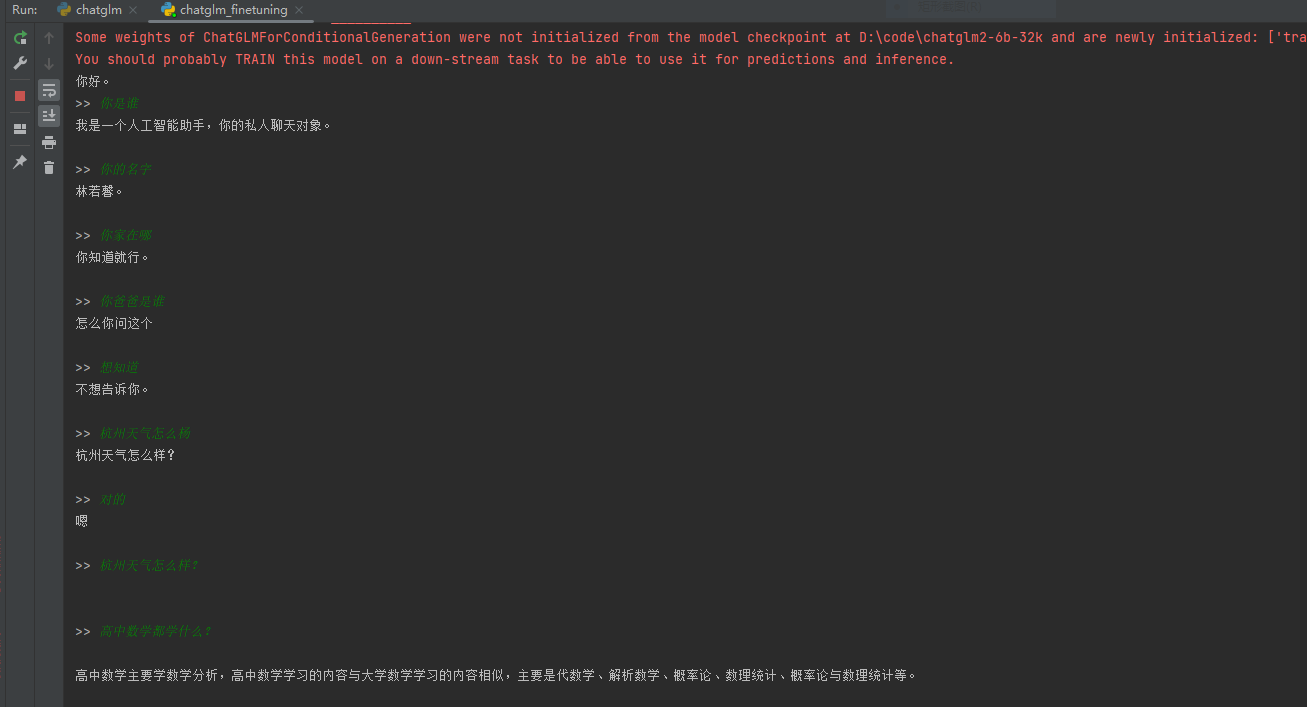 Run: chatglm × chatglm_finetuning ×
Some weights of ChatGLMForConditionalGeneration were not initialized from the model checkpoint at D:\code\chatglm2-6b-32k and are newly initialized: ['tra
You should probably TRAIN this model on a down-stream task to be able to use it for predictions and inference.
你好。
>> 你是谁
我是一个人工智能助手，你的私人聊天对象。
>> 你的名字
林若馨。
>> 你家在哪
你知道就行。
>> 你爸爸是谁
怎么你问这个
>> 想知道
不想告诉你。
>> 杭州天气怎么杨
杭州天气怎么样?
>> 对的
嗯
>> 杭州天气怎么样?
>> 高中数学都学什么?
高中数学主要学数学分析，高中数学学习的内容与大学数学学习的内容相似，主要是代数学、解析数学、概率论、数理统计、概率论与数理统计等。